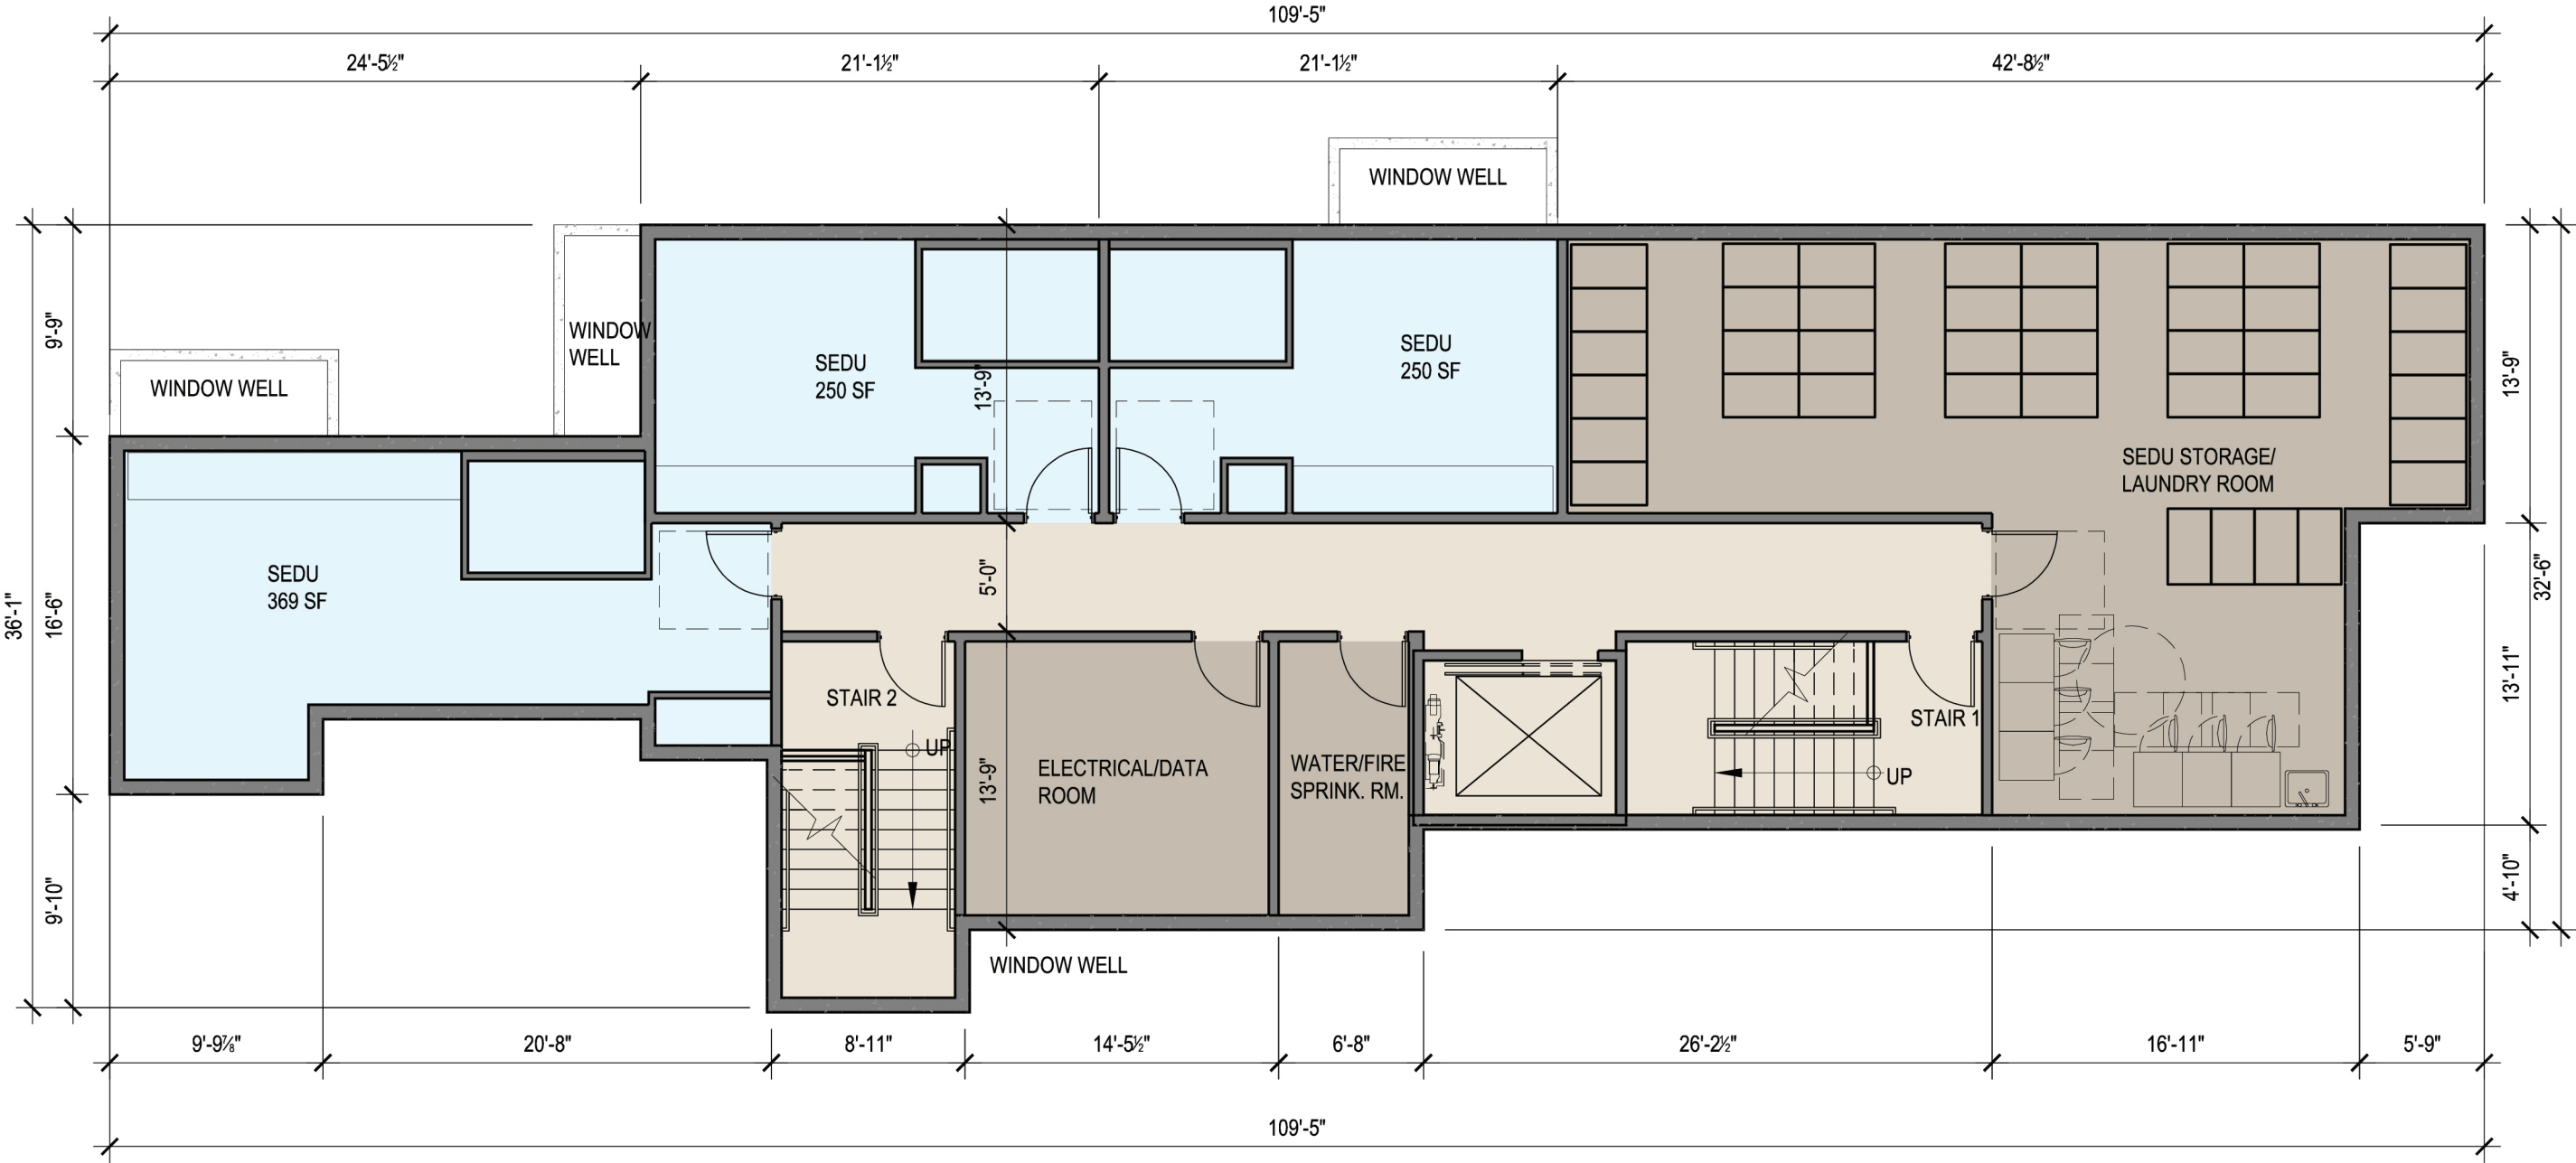 109'-5"
24'-5½"
21'-1½"
21'-1½"
42'-8½"
WINDOW WELL
WINDOW
WELL
WINDOW WELL
SEDU
250 SF
SEDU
250 SF
SEDU STORAGE/
LAUNDRY ROOM
SEDU
369 SF
36'-1"
9'-9"
16'-6"
9'-10"
13'-9"
5'-0"
13'-9"
13'-9"
13'-11"
4'-10"
32'-6"
STAIR 2
UP
ELECTRICAL/DATA
ROOM
WATER/FIRE
SPRINK. RM.
STAIR 1
UP
WINDOW WELL
9'-9⅞"
20'-8"
8'-11"
14'-5½"
6'-8"
26'-2½"
16'-11"
5'-9"
109'-5"